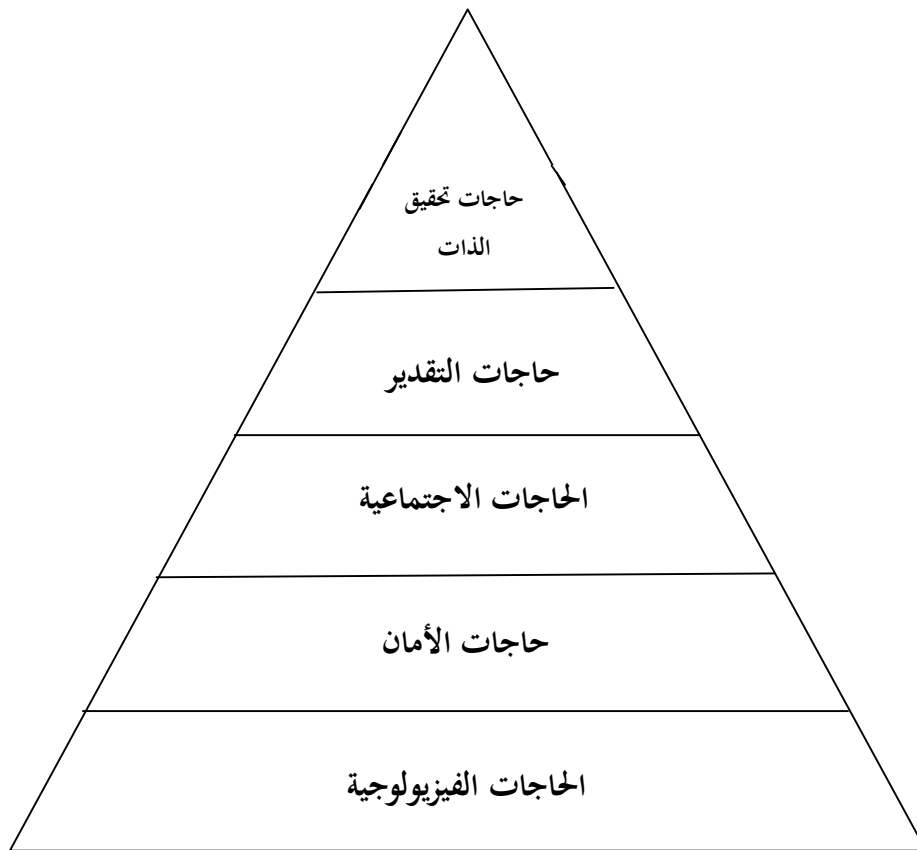 حاجات تحقيق
الذات
حاجات التقدير
الحاجات الاجتماعية
حاجات الأمان
الحاجات الفيزيولوجية